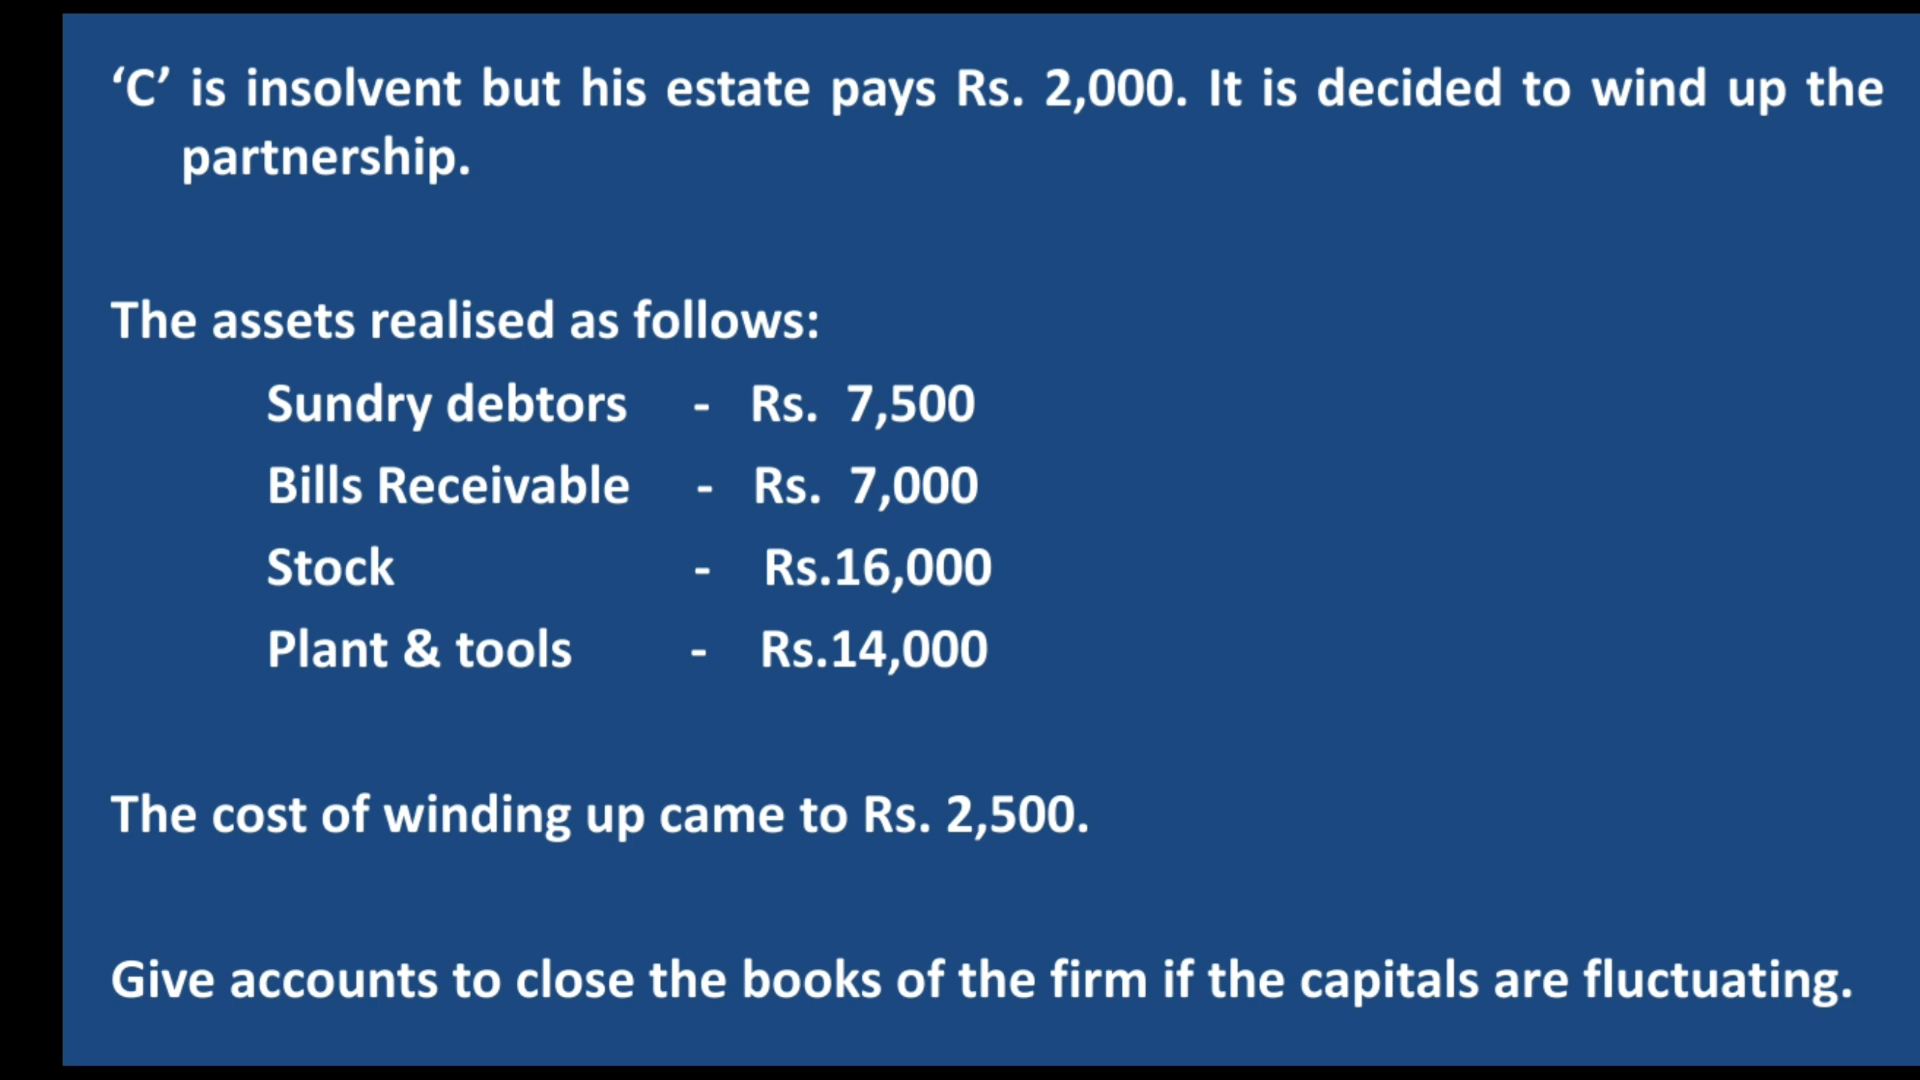 ‘C’ is insolvent but his estate pays Rs. 2,000. It is decided to wind up the
partnership.
The assets realised as follows:
Sundry debtors - Rs. 7,500
Bills Receivable - Rs. 7,000
Stock - Rs.16,000
Plant & tools - Rs.14,000
The cost of winding up came to Rs. 2,500.
Give accounts to close the books of the firm if the capitals are fluctuating.